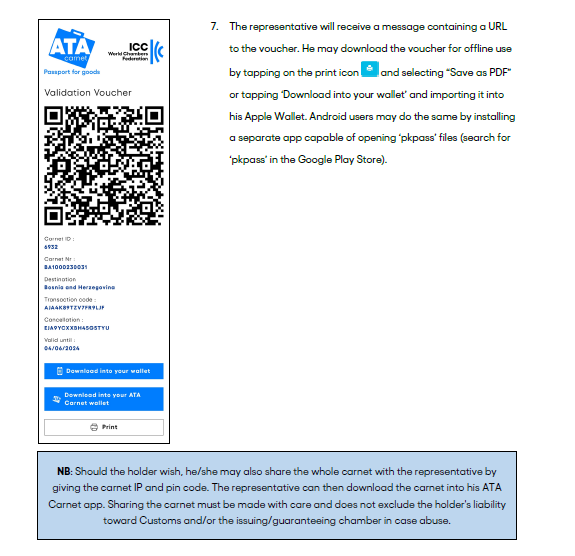 ATA
carnet
Passport for goods
ICC
World Chambers
Federation
Validation Voucher
Carnet ID :
6932
Carnet Nr :
BA1000230031
Destination
Bosnia and Herzegovina
Transaction code :
AJA4K89TZV7FR9LJF
Cancellation :
EJA9YCXX5H4SGSTYU
Valid until :
04/06/2024
Download into your wallet
Download into your ATA
Carnet wallet
Print
7. The representative will receive a message containing a URL
to the voucher. He may download the voucher for offline use
by tapping on the print icon and selecting “Save as PDF”
or tapping ‘Download into your wallet’ and importing it into
his Apple Wallet. Android users may do the same by installing
a separate app capable of opening ‘pkpass’ files (search for
‘pkpass’ in the Google Play Store).
NB: Should the holder wish, he/she may also share the whole carnet with the representative by
giving the carnet IP and pin code. The representative can then download the carnet into his ATA
Carnet app. Sharing the carnet must be made with care and does not exclude the holder's liability
toward Customs and/or the issuing/guaranteeing chamber in case abuse.